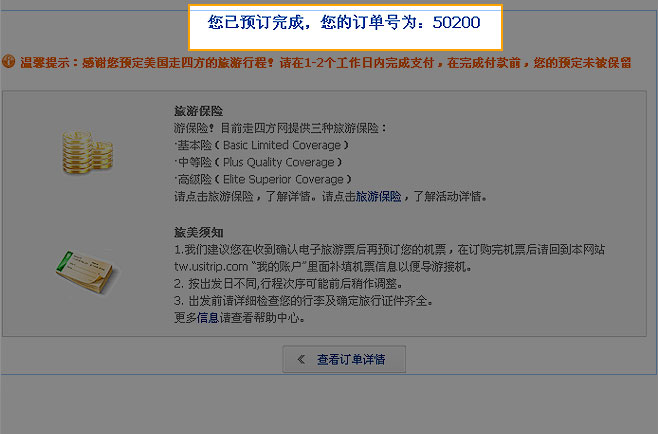 您已预订完成，您的订单号为：50200
温馨提示：感谢您预定美国走四方的旅游行程！请在1-2个工作日内完成支付，在完成付款前，您的预定未被保留
旅游保险
游保险！目前走四方网提供三种旅游保险：
·基本险（Basic Limited Coverage）
·中等险（Plus Quality Coverage）
·高级险（Elite Superior Coverage）
请点击旅游保险，了解详情。请点击旅游保险，了解活动详情。
旅美须知
1.我们建议您在收到确认电子旅游票后再预订您的机票，在订购完机票后请回到本网站
tw.usitrip.com “我的账户”里面补填机票信息以便导游接机。
2. 按出发日不同,行程次序可能前后稍作调整。
3. 出发前请详细检查您的行李及确定旅行证件齐全。
更多信息请查看帮助中心。
《 查看订单详情